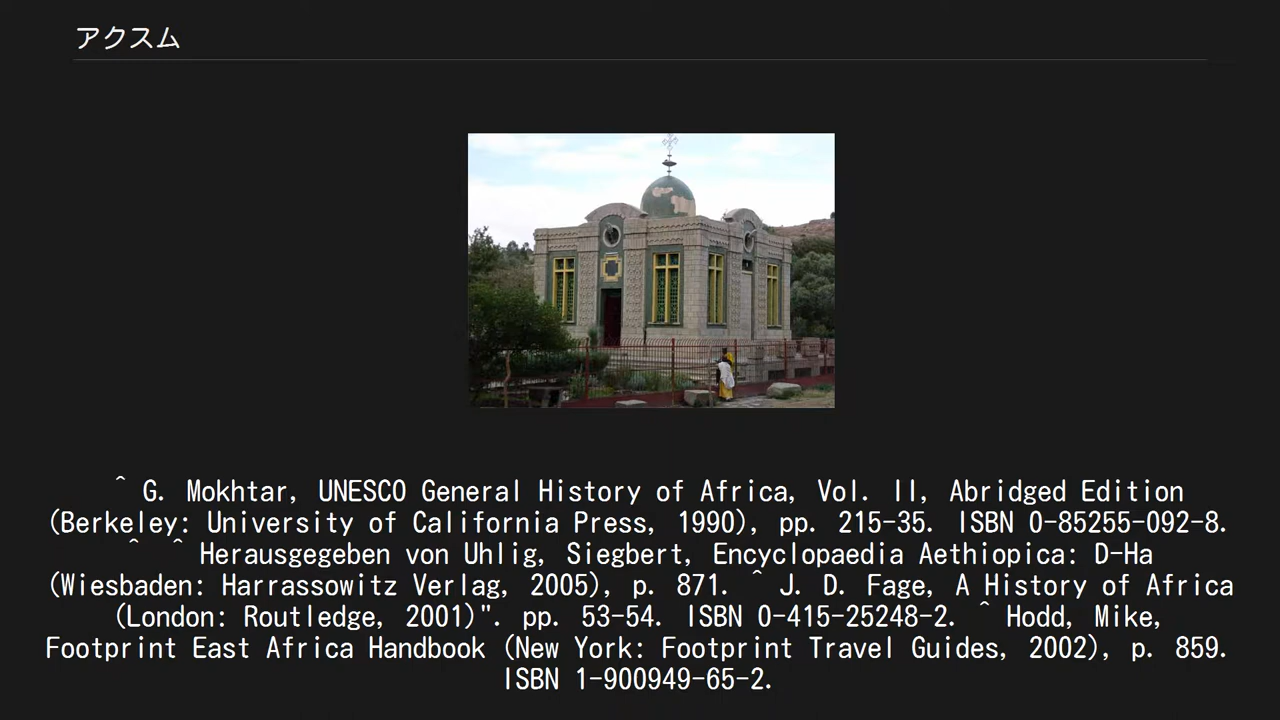 アクスム
^ G. Mokhtar, UNESCO General History of Africa, Vol. II, Abridged Edition
(Berkeley: University of California Press, 1990), pp. 215-35. ISBN 0-85255-092-8.
^ ^ Herausgegeben von Uhlig, Siegbert, Encyclopaedia Aethiopica: D-Ha
(Wiesbaden: Harrassowitz Verlag, 2005), p. 871. ^ J. D. Fage, A History of Africa
(London: Routledge, 2001)". pp. 53-54. ISBN 0-415-25248-2. ^ Hodd, Mike,
Footprint East Africa Handbook (New York: Footprint Travel Guides, 2002), p. 859.
ISBN 1-900949-65-2.